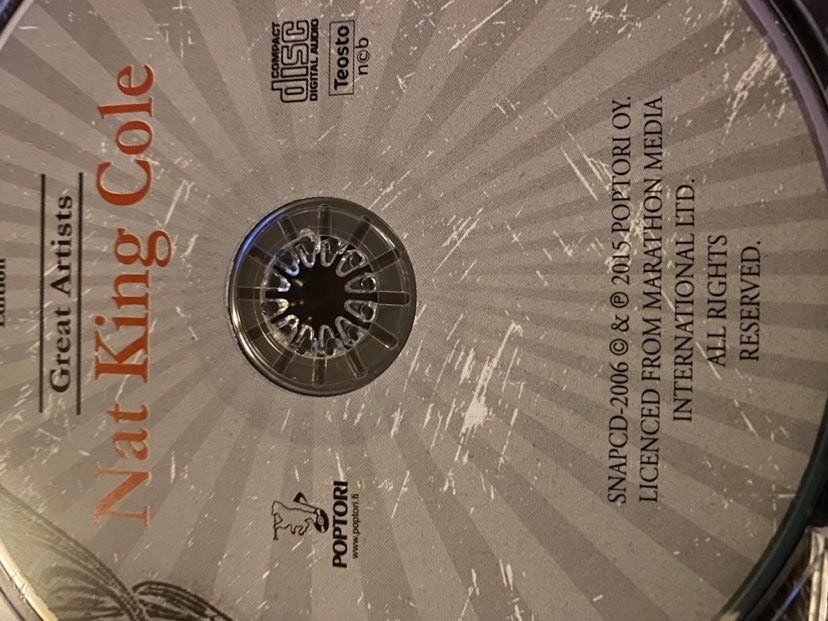 Edition
Great Artists
Nat King Cole
POPTORI
www.poptori.fi
COMPACT
disc
DIGITAL AUDIO
Teosto
n©b
SNAPCD-2006 © & ℗ 2015 POPTORI OY.
LICENCED FROM MARATHON MEDIA
INTERNATIONAL LTD.
ALL RIGHTS
RESERVED.